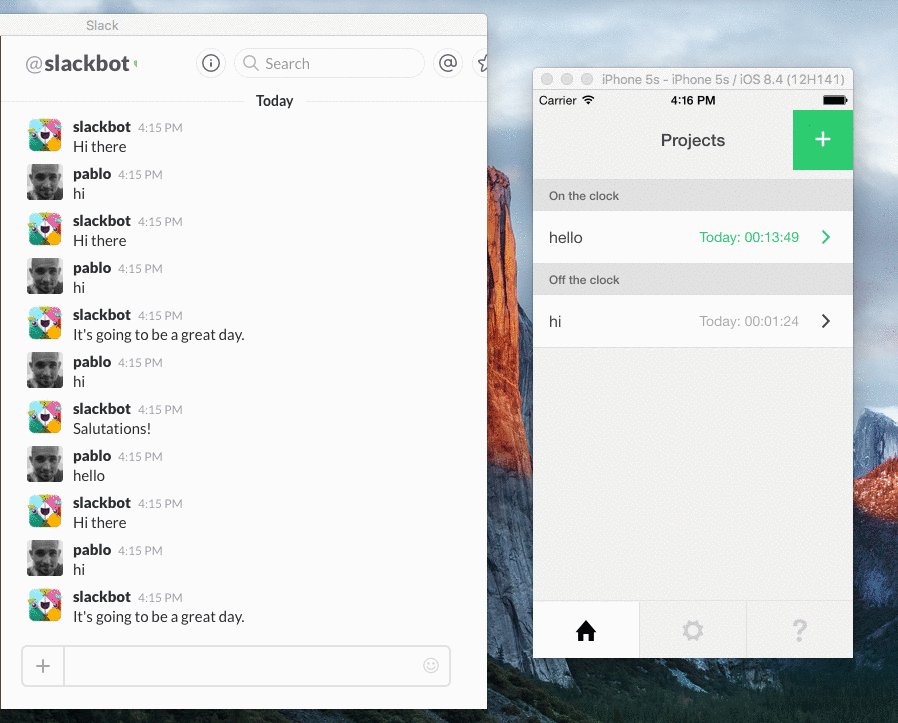 Slack
@slackbot
Search
@
Today
slackbot 4:15 PM
Hi there
pablo 4:15 PM
hi
slackbot 4:15 PM
Hi there
pablo 4:15 PM
hi
slackbot 4:15 PM
It's going to be a great day.
pablo 4:15 PM
hi
slackbot 4:15 PM
Salutations!
pablo 4:15 PM
hello
slackbot 4:15 PM
Hi there
pablo 4:15 PM
hi
slackbot 4:15 PM
It's going to be a great day.
+
iPhone 5s - iPhone 5s / iOS 8.4 (12H141)
Carrier 4:16 PM
Projects +
On the clock
hello Today: 00:13:49
Off the clock
hi Today: 00:01:24
?